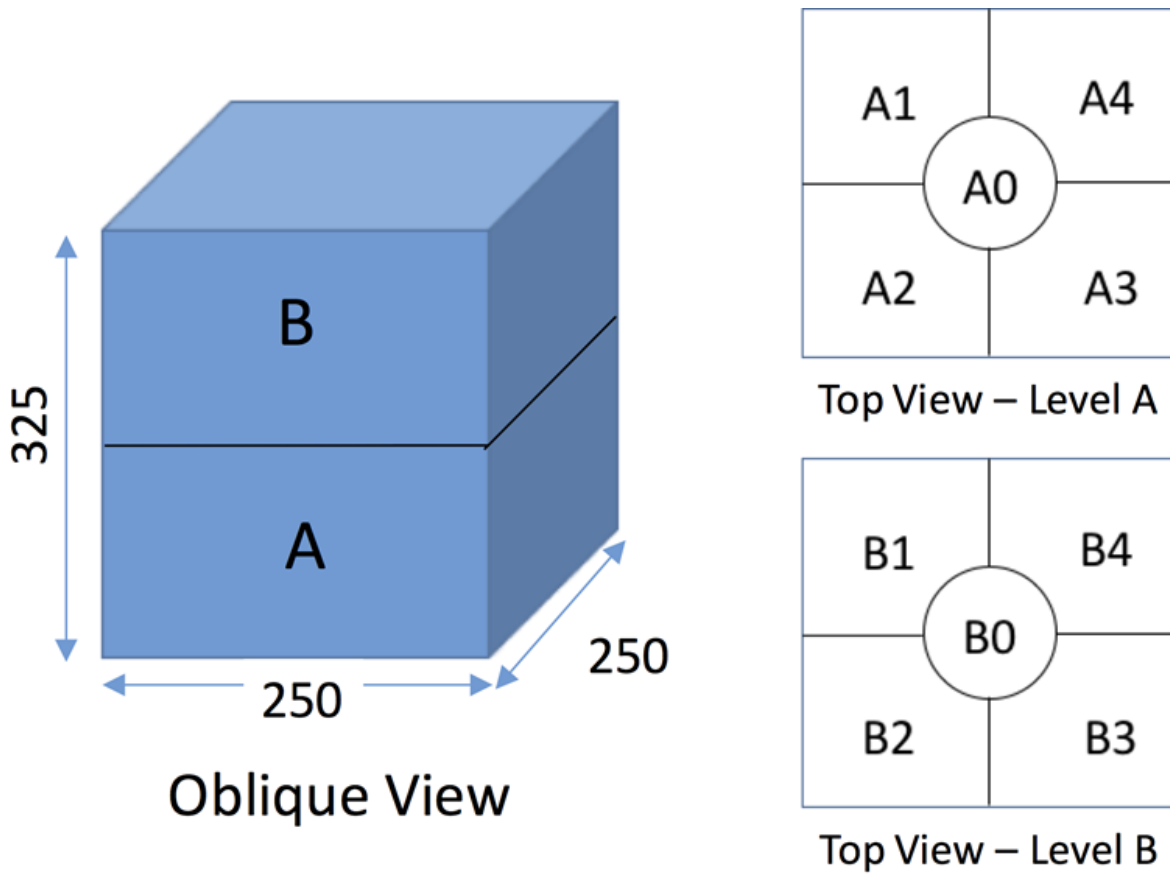 B
325
A
250
250
Oblique View
A1
A4
A0
A2
A3
Top View – Level A
B1
B4
B0
B2
B3
Top View – Level B